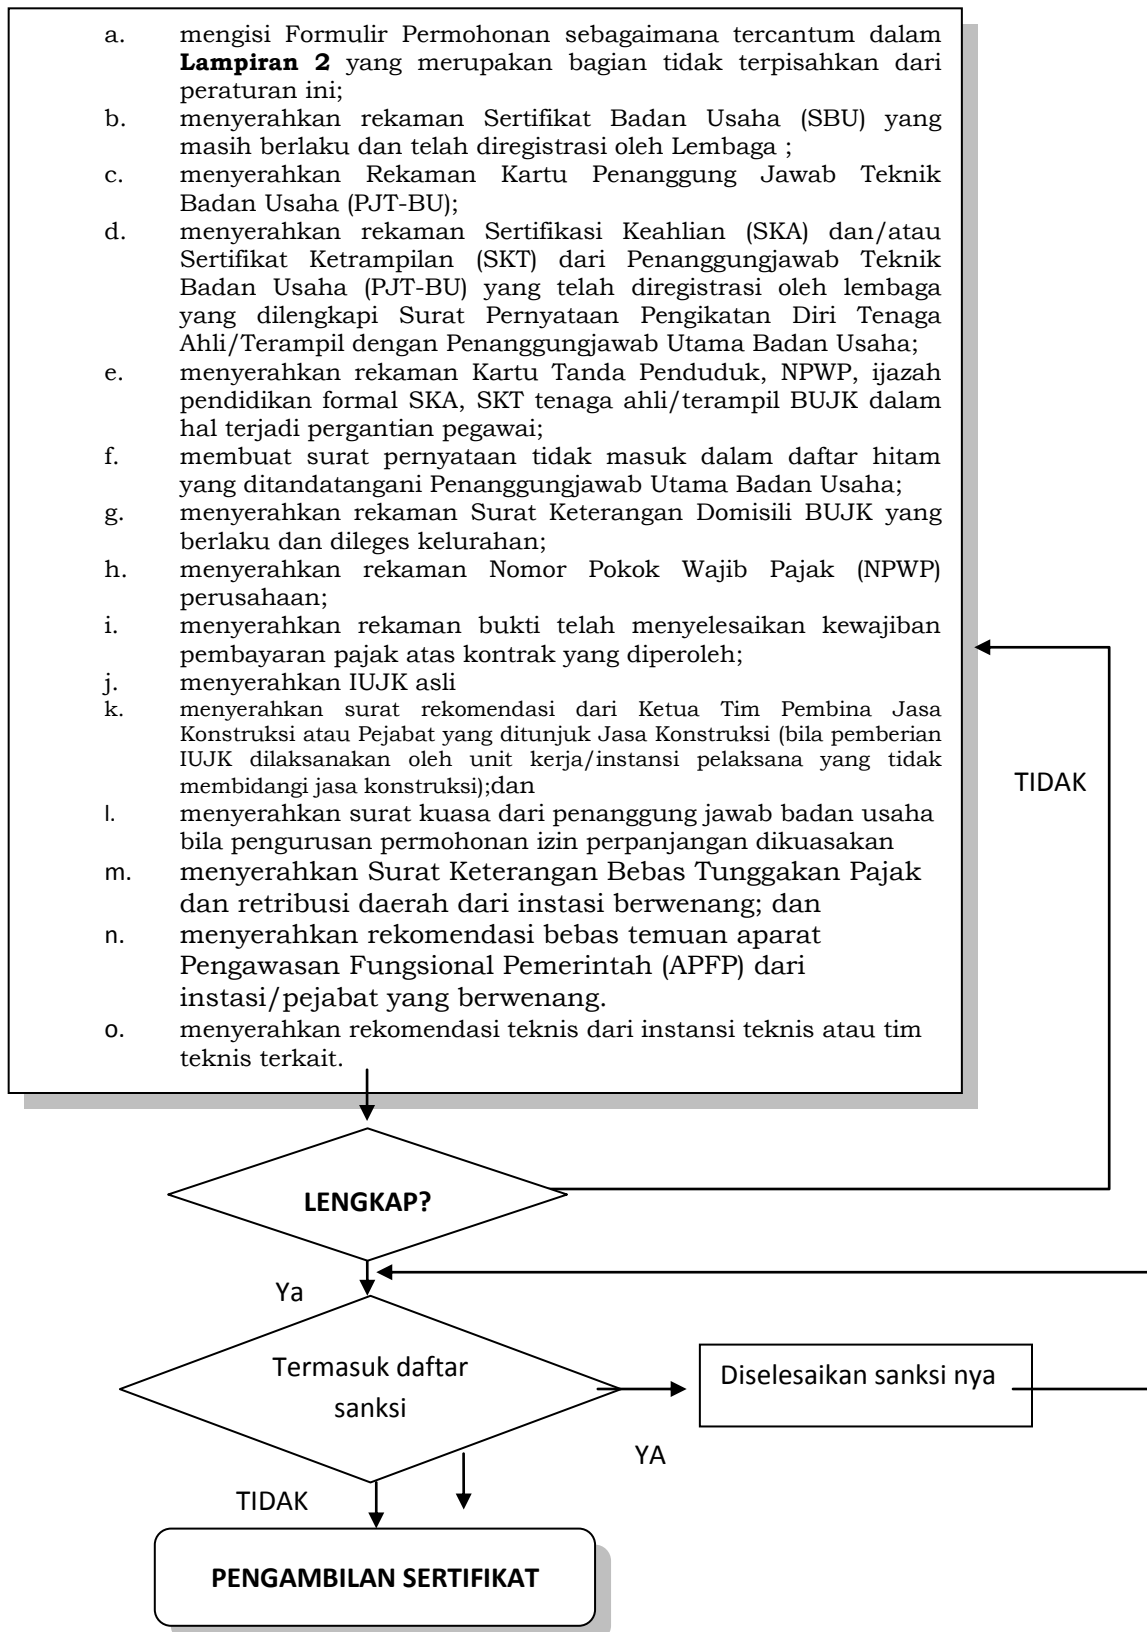 a. mengisi Formulir Permohonan sebagaimana tercantum dalam
Lampiran 2 yang merupakan bagian tidak terpisahkan dari
peraturan ini;
b. menyerahkan rekaman Sertifikat Badan Usaha (SBU) yang
masih berlaku dan telah diregistrasi oleh Lembaga ;
c. menyerahkan Rekaman Kartu Penanggung Jawab Teknik
Badan Usaha (PJT-BU);
d. menyerahkan rekaman Sertifikasi Keahlian (SKA) dan/atau
Sertifikat Ketrampilan (SKT) dari Penanggungjawab Teknik
Badan Usaha (PJT-BU) yang telah diregistrasi oleh lembaga
yang dilengkapi Surat Pernyataan Pengikatan Diri Tenaga
Ahli/Terampil dengan Penanggungjawab Utama Badan Usaha;
e. menyerahkan rekaman Kartu Tanda Penduduk, NPWP, ijazah
pendidikan formal SKA, SKT tenaga ahli/terampil BUJK dalam
hal terjadi pergantian pegawai;
f. membuat surat pernyataan tidak masuk dalam daftar hitam
yang ditandatangani Penanggungjawab Utama Badan Usaha;
g. menyerahkan rekaman Surat Keterangan Domisili BUJK yang
berlaku dan dileges kelurahan;
h. menyerahkan rekaman Nomor Pokok Wajib Pajak (NPWP)
perusahaan;
i. menyerahkan rekaman bukti telah menyelesaikan kewajiban
pembayaran pajak atas kontrak yang diperoleh;
j. menyerahkan IUJK asli
k. menyerahkan surat rekomendasi dari Ketua Tim Pembina Jasa
Konstruksi atau Pejabat yang ditunjuk Jasa Konstruksi (bila pemberian
IUJK dilaksanakan oleh unit kerja/instansi pelaksana yang tidak
membidangi jasa konstruksi);dan
l. menyerahkan surat kuasa dari penanggung jawab badan usaha
bila pengurusan permohonan izin perpanjangan dikuasakan
m. menyerahkan Surat Keterangan Bebas Tunggakan Pajak
dan retribusi daerah dari instasi berwenang; dan
n. menyerahkan rekomendasi bebas temuan aparat
Pengawasan Fungsional Pemerintah (APFP) dari
instasi/pejabat yang berwenang.
o. menyerahkan rekomendasi teknis dari instansi teknis atau tim
teknis terkait.
TIDAK
LENGKAP?
Ya
Termasuk daftar
sanksi
Diselesaikan sanksi nya
YA
TIDAK
PENGAMBILAN SERTIFIKAT